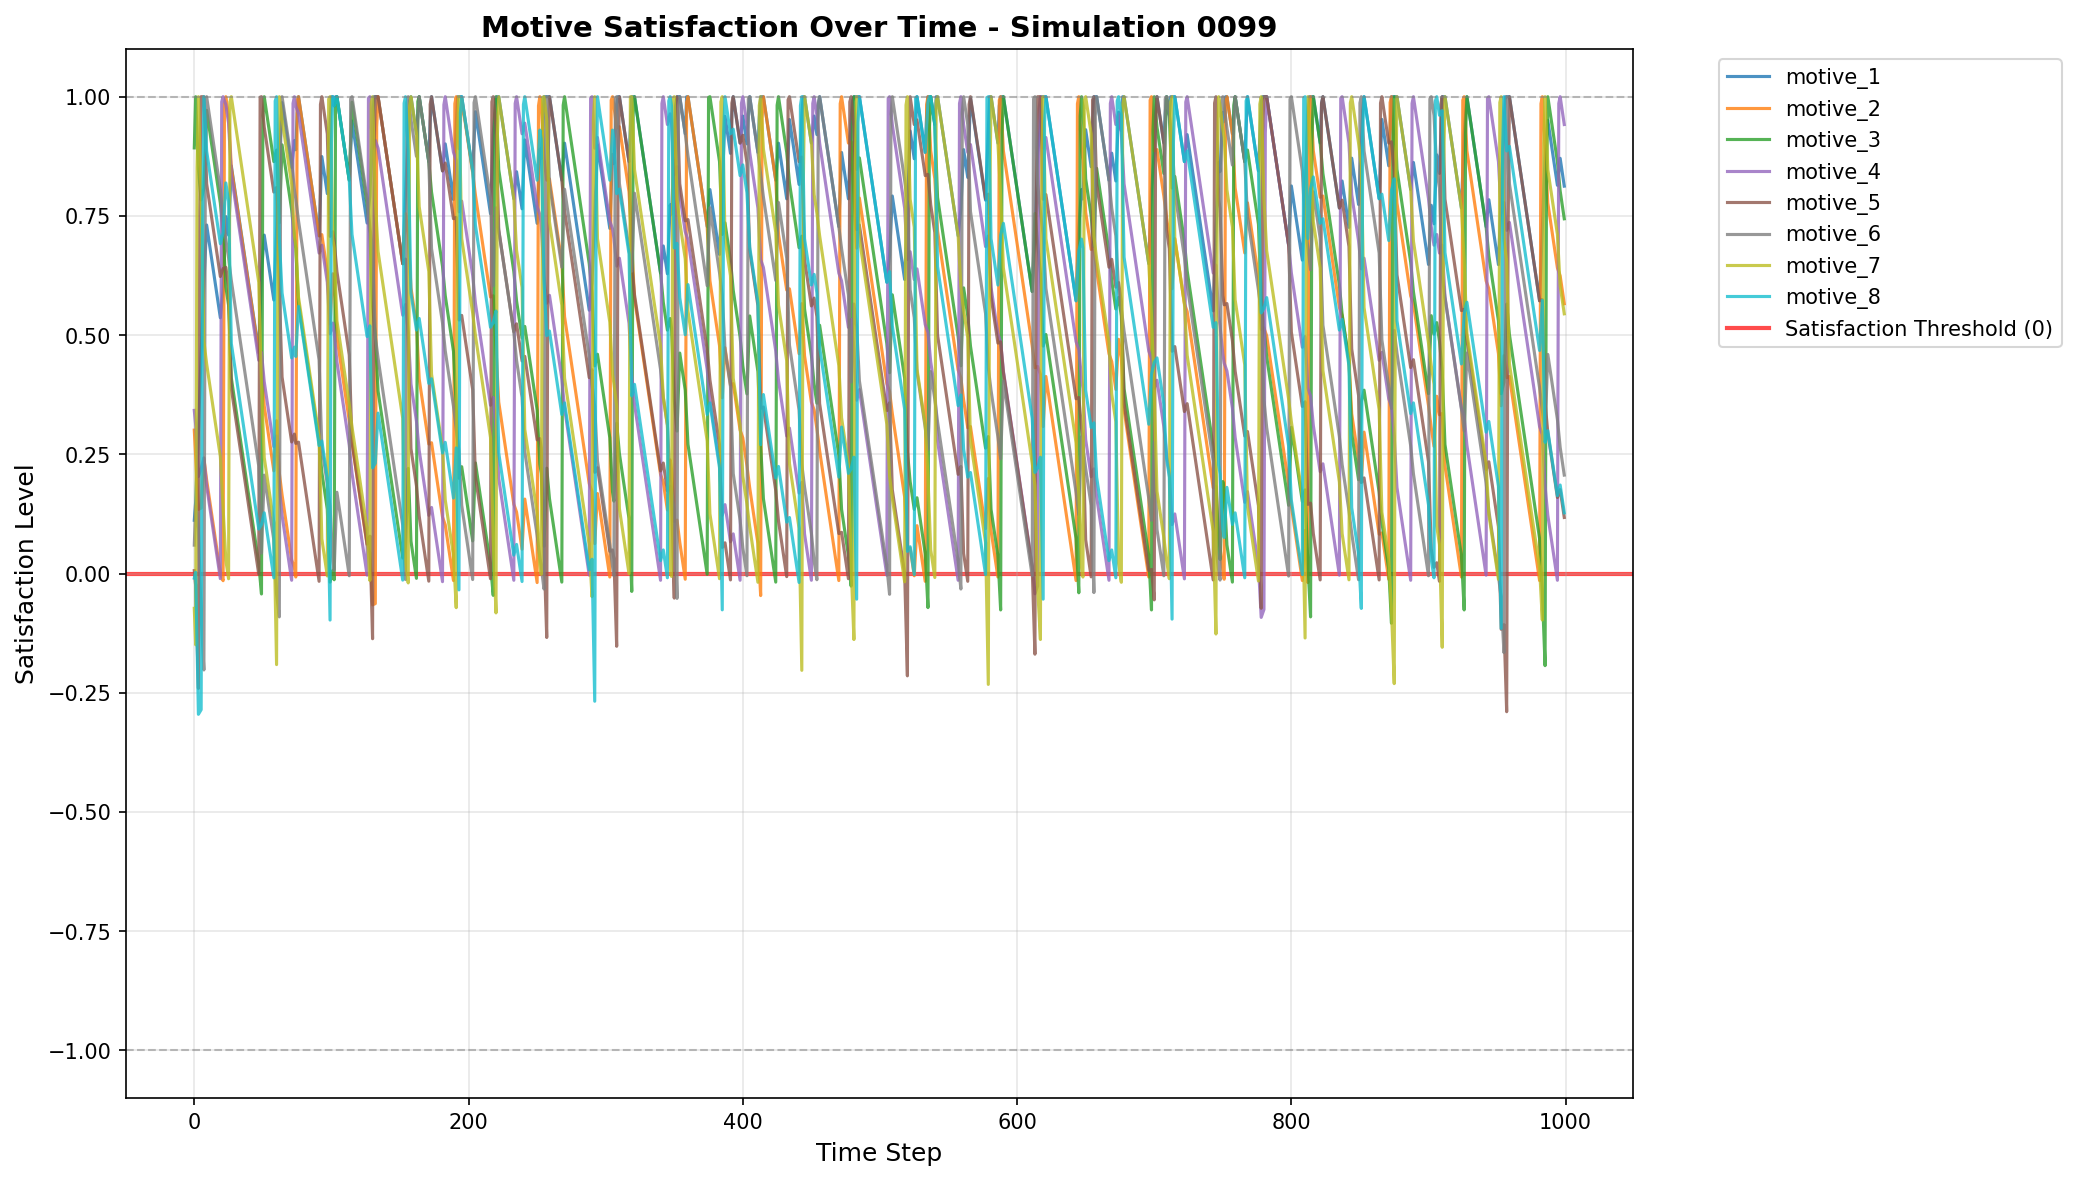 Motive Satisfaction Over Time - Simulation 0099
Satisfaction Level
1.00
0.75
0.50
0.25
0.00
−0.25
−0.50
−0.75
−1.00
0
200
400
600
800
1000
Time Step
motive_1
motive_2
motive_3
motive_4
motive_5
motive_6
motive_7
motive_8
Satisfaction Threshold (0)